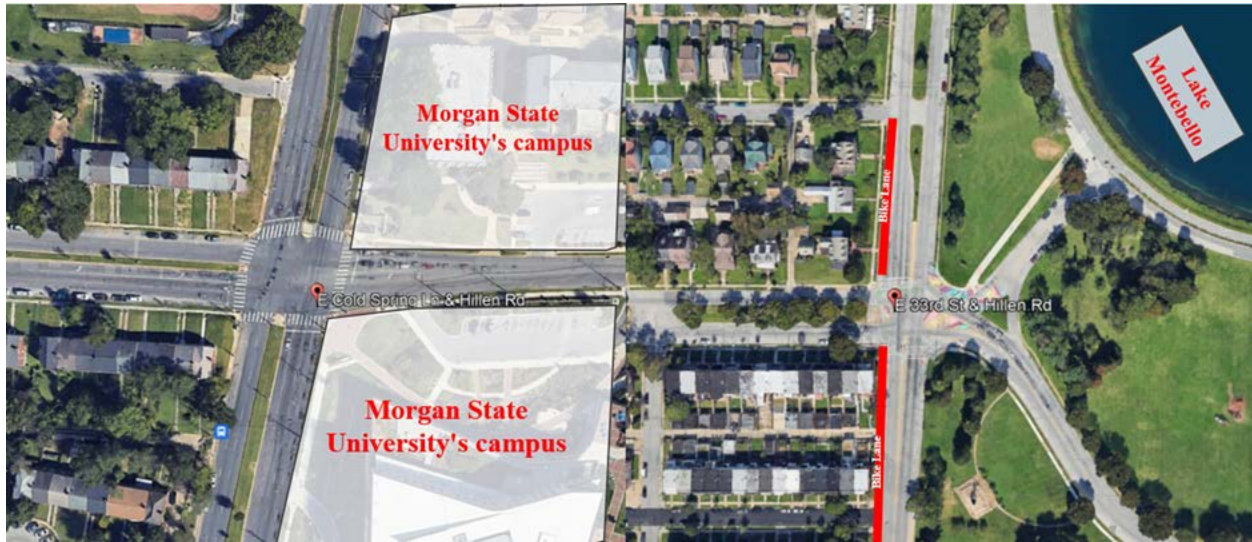 Morgan State
University's campus
E Cold Spring Ln & Hillen Rd
Morgan State
University's campus
Bike Lane
E 33rd St & Hillen Rd
Bike Lane
Lake
Montebello